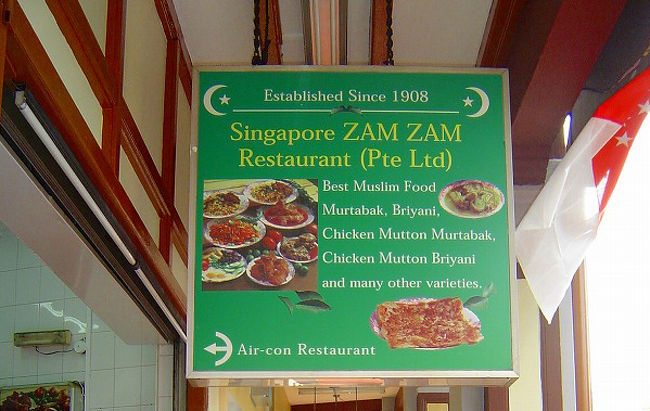 Established Since 1908
Singapore ZAM ZAM
Restaurant (Pte Ltd)
Best Muslim Food
Murtabak, Briyani,
Chicken Mutton Murtabak,
Chicken Mutton Briyani
and many other varieties.
Air-con Restaurant